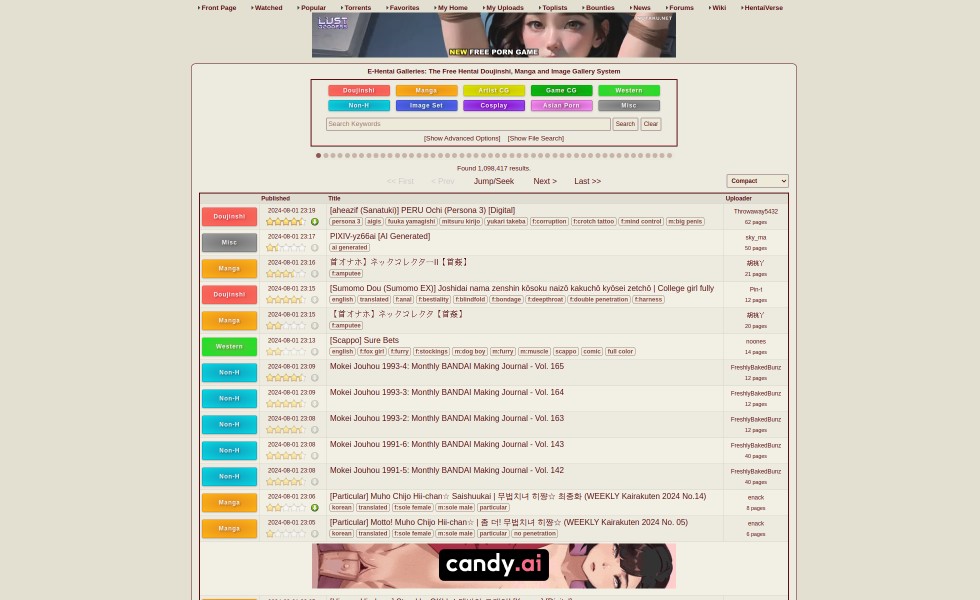 Front Page Watched Popular Torrents Favorites My Home My Uploads Toplists Bounties News Forums Wiki HentaiVerse
LUST
NEW FREE PORN GAME
E-Hentai Galleries: The Free Hentai Doujinshi, Manga and Image Gallery System
Doujinshi Manga Artist CG Game CG Western
Non-H Image Set Cosplay Asian Porn Misc
Search Keywords Search Clear
[Show Advanced Options] [Show File Search]
Found 1,098,417 results.
<< First < Prev Jump/Seek Next > Last >> Compact
Published Title Uploader
Doujinshi 2024-08-01 23:19 [aheazif (Sanatuki)] PERU Ochi (Persona 3) [Digital] Throwaway5432
persona 3 aigis fuuka yamagishi mitsuru kirijo yukari takeba f:corruption f:crotch tattoo f:mind control m:big penis 62 pages
Misc 2024-08-01 23:17 PIXIV-yz66ai [AI Generated] sky_ma
ai generated 50 pages
Manga 2024-08-01 23:16 【首オナホ】ネックコレクターII【首姦】 胡桃丫
f:amputee 21 pages
Doujinshi 2024-08-01 23:15 [Sumomo Dou (Sumomo EX)] Joshidai nama zenshin kōsoku naizō kakuchō kyōsei zetchō | College girl fully Pin-t
english translated f:anal f:bestiality f:blindfold f:bondage f:deepthroat f:double penetration f:harness 12 pages
Manga 2024-08-01 23:15 【首オナホ】ネックコレクタ【首姦】 胡桃丫
f:amputee 20 pages
Western 2024-08-01 23:13 [Scappo] Sure Bets noones
english f:fox girl f:furry f:stockings m:dog boy m:furry m:muscle scappo comic full color 14 pages
Non-H 2024-08-01 23:09 Mokei Jouhou 1993-4: Monthly BANDAI Making Journal - Vol. 165 FreshlyBakedBunz
12 pages
Non-H 2024-08-01 23:09 Mokei Jouhou 1993-3: Monthly BANDAI Making Journal - Vol. 164 FreshlyBakedBunz
12 pages
Non-H 2024-08-01 23:08 Mokei Jouhou 1993-2: Monthly BANDAI Making Journal - Vol. 163 FreshlyBakedBunz
12 pages
Non-H 2024-08-01 23:08 Mokei Jouhou 1991-6: Monthly BANDAI Making Journal - Vol. 143 FreshlyBakedBunz
40 pages
Non-H 2024-08-01 23:08 Mokei Jouhou 1991-5: Monthly BANDAI Making Journal - Vol. 142 FreshlyBakedBunz
40 pages
Manga 2024-08-01 23:06 [Particular] Muho Chijo Hii-chan☆ Saishuukai | 무법치녀 히짱☆ 최종화 (WEEKLY Kairakuten 2024 No.14) enack
korean translated f:sole female m:sole male particular 8 pages
Manga 2024-08-01 23:05 [Particular] Motto! Muho Chijo Hii-chan☆ | 좀 더! 무법치녀 히짱☆ (WEEKLY Kairakuten 2024 No. 05) enack
korean translated f:sole female m:sole male particular no penetration 6 pages
candy.ai